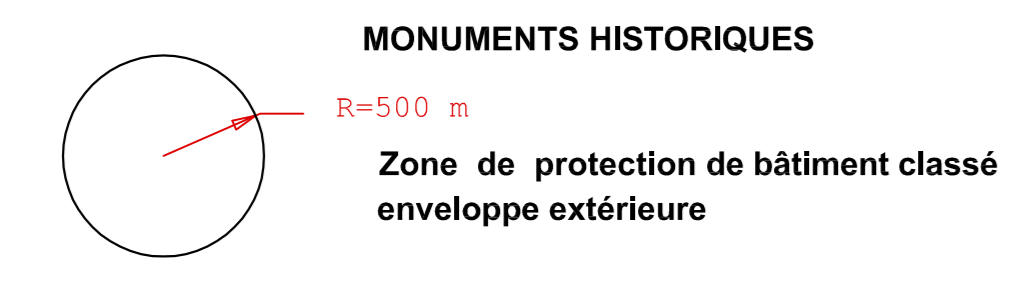 MONUMENTS HISTORIQUES
R=500 m
Zone de protection de bâtiment classé
enveloppe extérieure